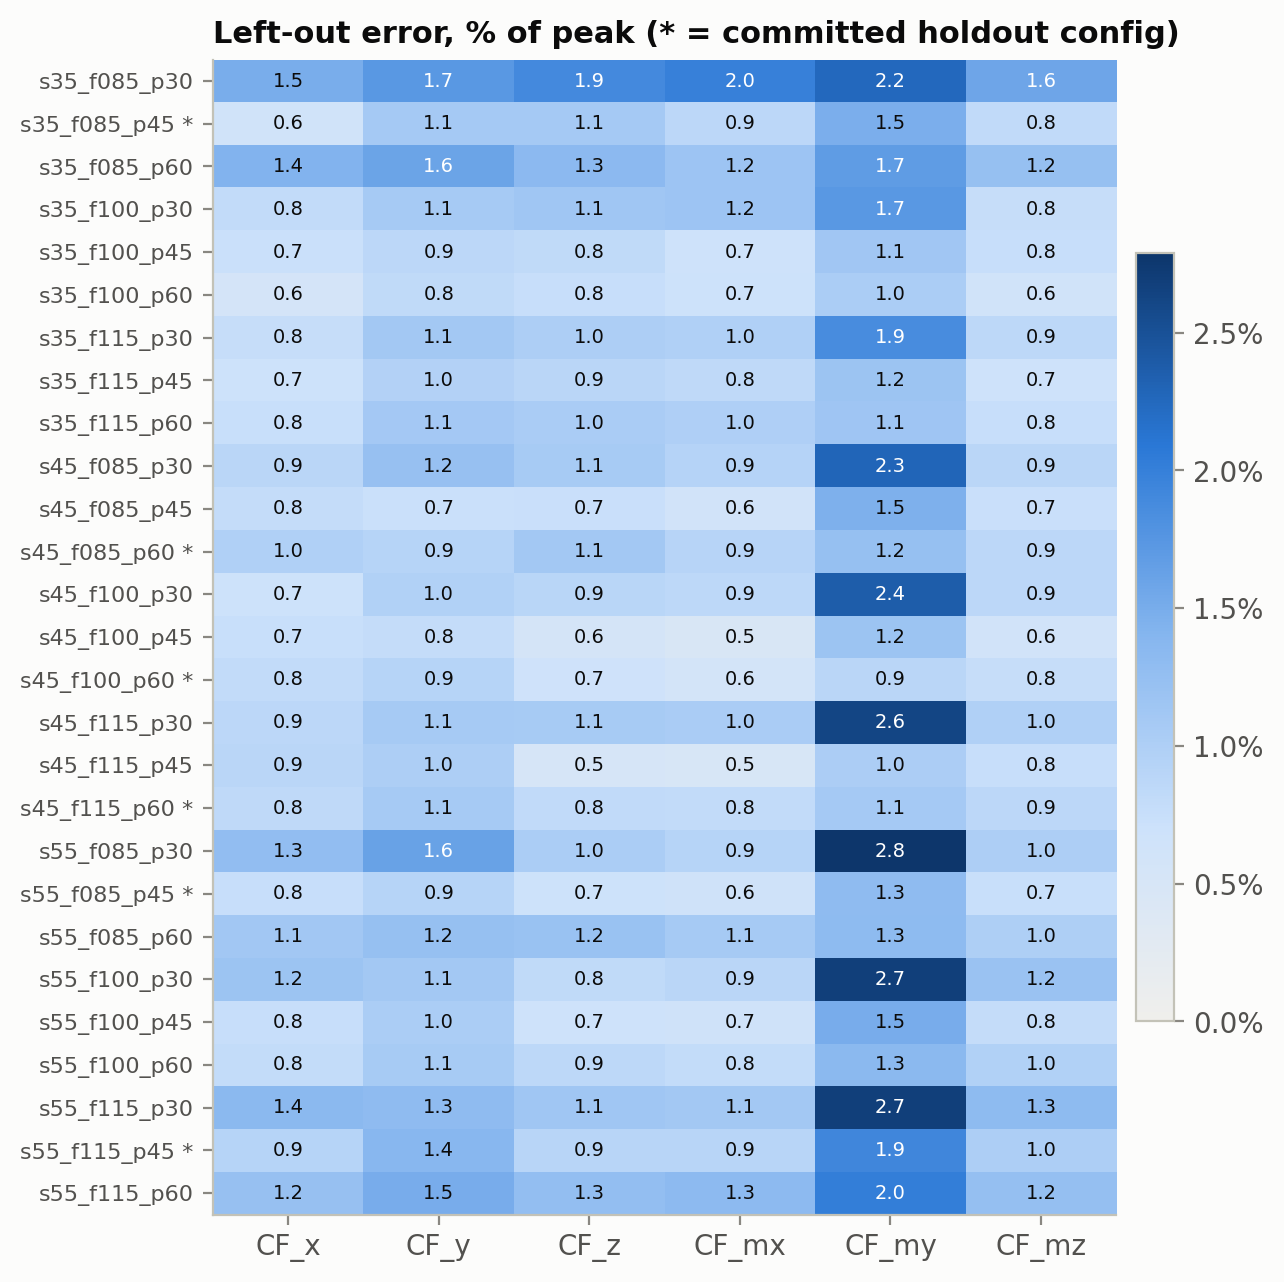 Left-out error, % of peak (* = committed holdout config)
s35_f085_p30 1.5 1.7 1.9 2.0 2.2 1.6
s35_f085_p45 * 0.6 1.1 1.1 0.9 1.5 0.8
s35_f085_p60 1.4 1.6 1.3 1.2 1.7 1.2
s35_f100_p30 0.8 1.1 1.1 1.2 1.7 0.8
s35_f100_p45 0.7 0.9 0.8 0.7 1.1 0.8
s35_f100_p60 0.6 0.8 0.8 0.7 1.0 0.6
s35_f115_p30 0.8 1.1 1.0 1.0 1.9 0.9
s35_f115_p45 0.7 1.0 0.9 0.8 1.2 0.7
s35_f115_p60 0.8 1.1 1.0 1.0 1.1 0.8
s45_f085_p30 0.9 1.2 1.1 0.9 2.3 0.9
s45_f085_p45 0.8 0.7 0.7 0.6 1.5 0.7
s45_f085_p60 * 1.0 0.9 1.1 0.9 1.2 0.9
s45_f100_p30 0.7 1.0 0.9 0.9 2.4 0.9
s45_f100_p45 0.7 0.8 0.6 0.5 1.2 0.6
s45_f100_p60 * 0.8 0.9 0.7 0.6 0.9 0.8
s45_f115_p30 0.9 1.1 1.1 1.0 2.6 1.0
s45_f115_p45 0.9 1.0 0.5 0.5 1.0 0.8
s45_f115_p60 * 0.8 1.1 0.8 0.8 1.1 0.9
s55_f085_p30 1.3 1.6 1.0 0.9 2.8 1.0
s55_f085_p45 * 0.8 0.9 0.7 0.6 1.3 0.7
s55_f085_p60 1.1 1.2 1.2 1.1 1.3 1.0
s55_f100_p30 1.2 1.1 0.8 0.9 2.7 1.2
s55_f100_p45 0.8 1.0 0.7 0.7 1.5 0.8
s55_f100_p60 0.8 1.1 0.9 0.8 1.3 1.0
s55_f115_p30 1.4 1.3 1.1 1.1 2.7 1.3
s55_f115_p45 * 0.9 1.4 0.9 0.9 1.9 1.0
s55_f115_p60 1.2 1.5 1.3 1.3 2.0 1.2
CF_x CF_y CF_z CF_mx CF_my CF_mz
2.5%
2.0%
1.5%
1.0%
0.5%
0.0%